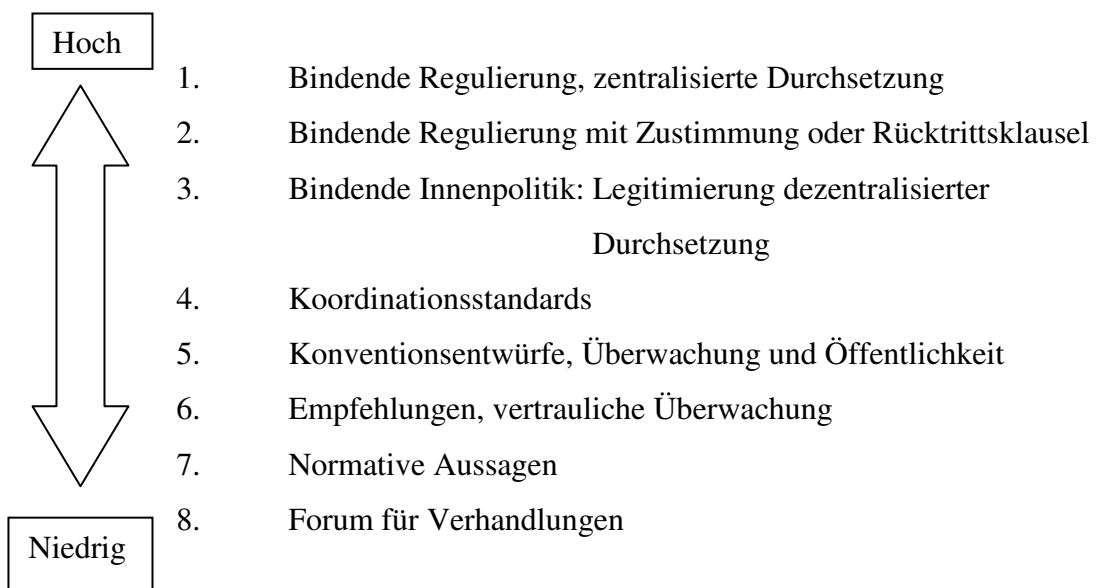 Hoch
1. Bindende Regulierung, zentralisierte Durchsetzung
2. Bindende Regulierung mit Zustimmung oder Rücktrittsklausel
3. Bindende Innenpolitik: Legitimierung dezentralisierter
Durchsetzung
4. Koordinationsstandards
5. Konventionsentwürfe, Überwachung und Öffentlichkeit
6. Empfehlungen, vertrauliche Überwachung
7. Normative Aussagen
8. Forum für Verhandlungen
Niedrig